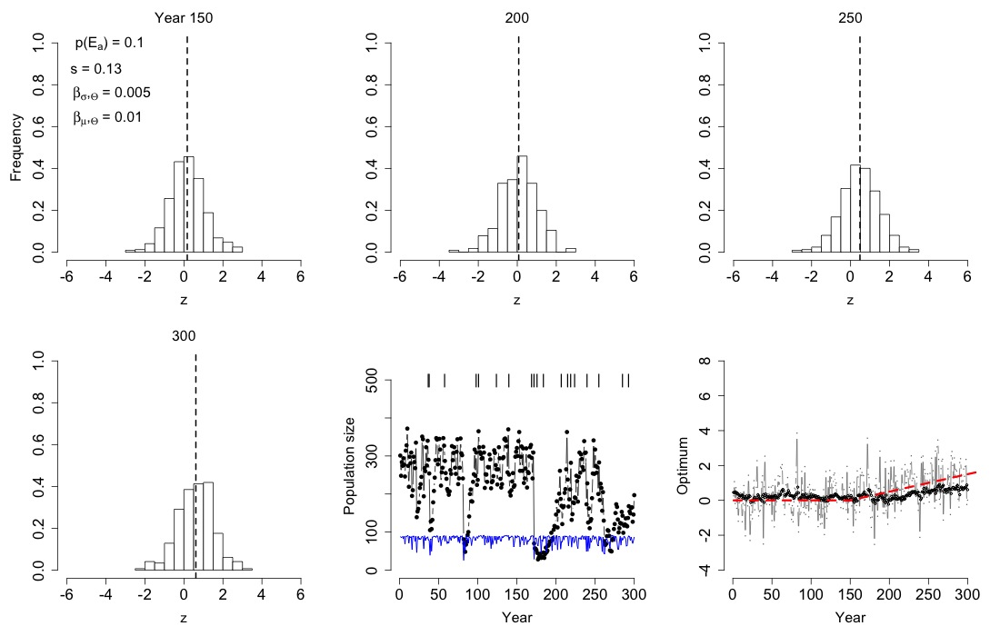 Year 150
p(Ea) = 0.1
s = 0.13
βσ,Θ = 0.005
βμ,Θ = 0.01
Frequency
0.0 0.2 0.4 0.6 0.8 1.0
-6 -4 -2 0 2 4 6
z
200
0.0 0.2 0.4 0.6 0.8 1.0
-6 -4 -2 0 2 4 6
z
250
0.0 0.2 0.4 0.6 0.8 1.0
-6 -4 -2 0 2 4 6
z
300
0.0 0.2 0.4 0.6 0.8 1.0
-6 -4 -2 0 2 4 6
z
Population size
0 100 300 500
0 50 100 150 200 250 300
Year
Optimum
-4 -2 0 2 4 6 8
0 50 100 150 200 250 300
Year